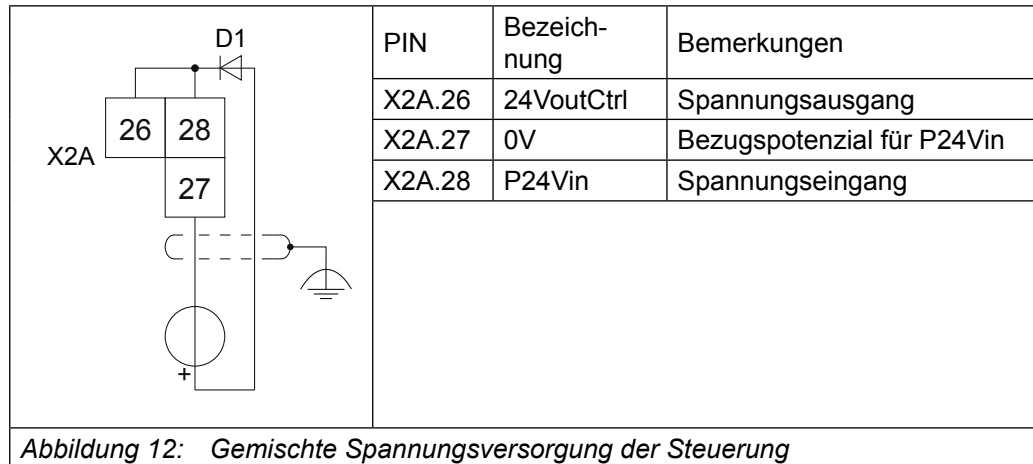 D1
26 28
X2A
27
+
PIN Bezeich-
nung Bemerkungen
X2A.26 24VoutCtrl Spannungsausgang
X2A.27 0V Bezugspotenzial für P24Vin
X2A.28 P24Vin Spannungseingang
Abbildung 12: Gemischte Spannungsversorgung der Steuerung